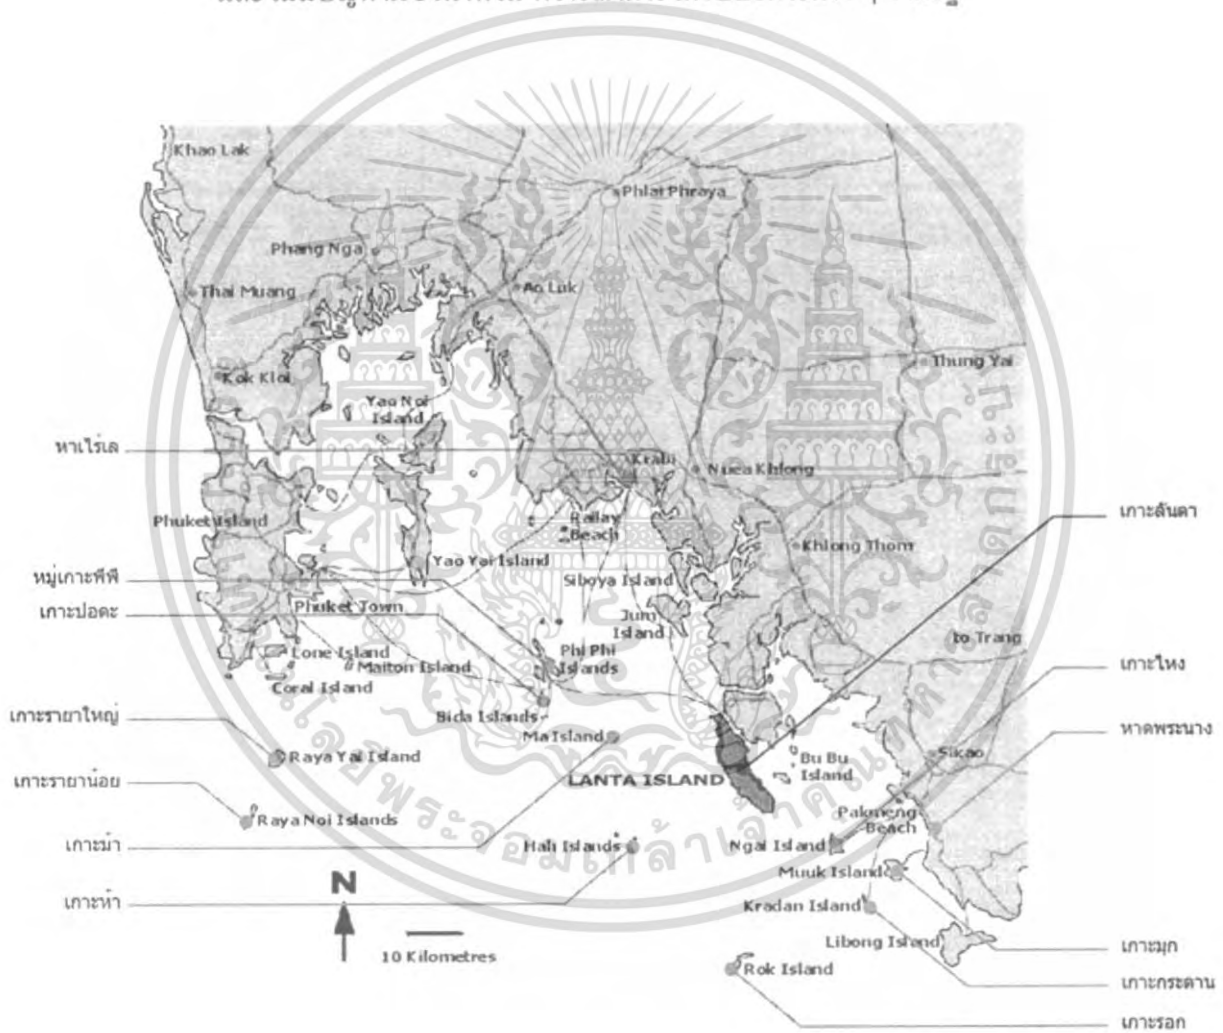 Khao Lak
Phlai Phraya
Phang Nga
Thai Muang
Ao Luk
Thung Yai
Kok Kloi
Yao Noi
Island
หาเไร่เล
Krabi
Nuea Khlong
Phuket Island
Railay
Beach
เกาะลันตา
Khlong Thom
Yao Yai Island
หมู่เกาะพีพี
Siboya Island
Phuket Town
เกาะปอดะ
Jum
Island
to Trang
Lone Island
Maiton Island
Phi Phi
Islands
เกาะไหง
Coral Island
Bida Islands
เกาะรายาใหญ่
Ma Island
หาดพระนาง
Raya Yai Island
LANTA ISLAND
Bu Bu
Island
Sikao
เกาะรายาน้อย
Raya Noi Islands
Pakmeng
Beach
เกาะม้า
Hah Islands
Ngai Island
Muuk Island
เกาะห้า
N
Kradan Island
10 Kilometres
Libong Island
เกาะมุก
Rok Island
เกาะกระดาน
เกาะรอก